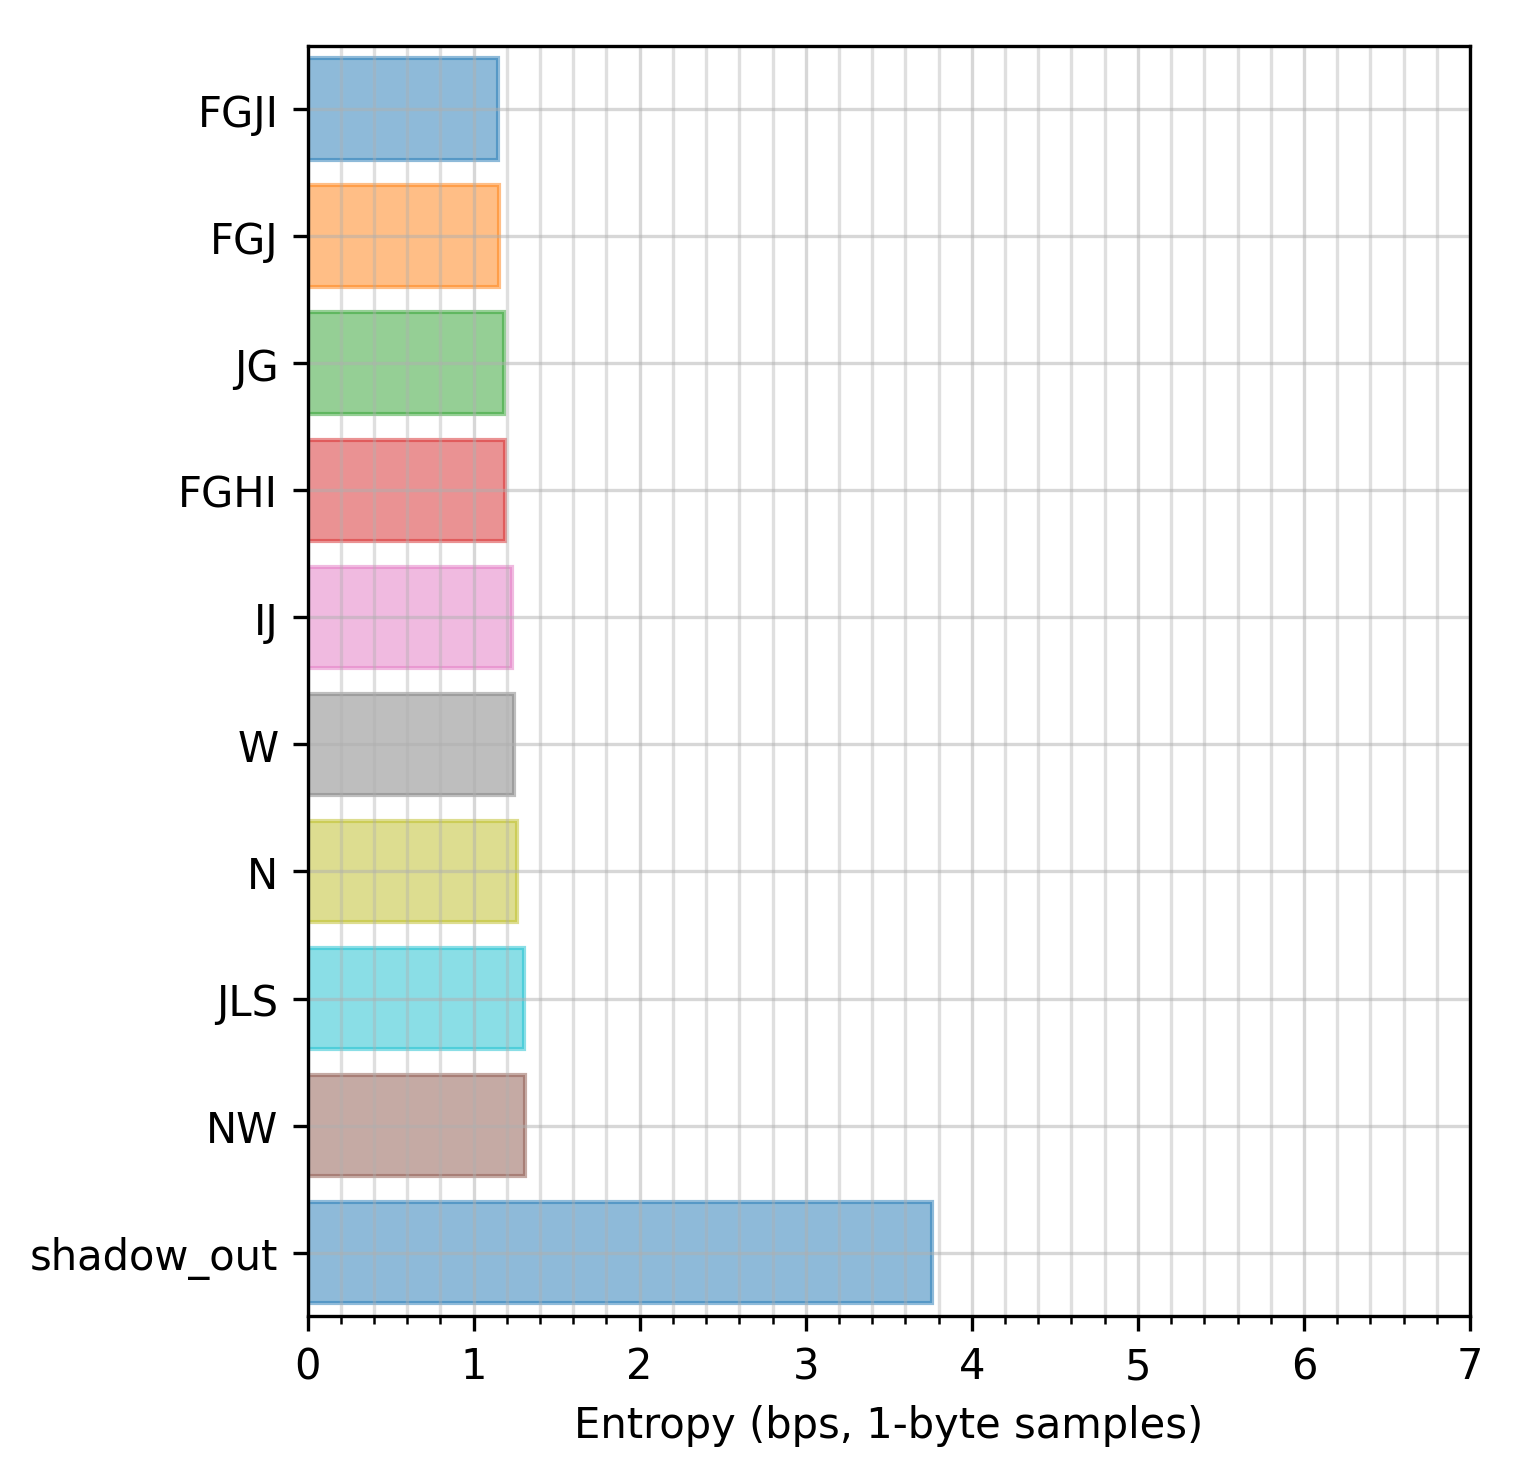 FGJI
FGJ
JG
FGHI
IJ
W
N
JLS
NW
shadow_out
0 1 2 3 4 5 6 7
Entropy (bps, 1-byte samples)